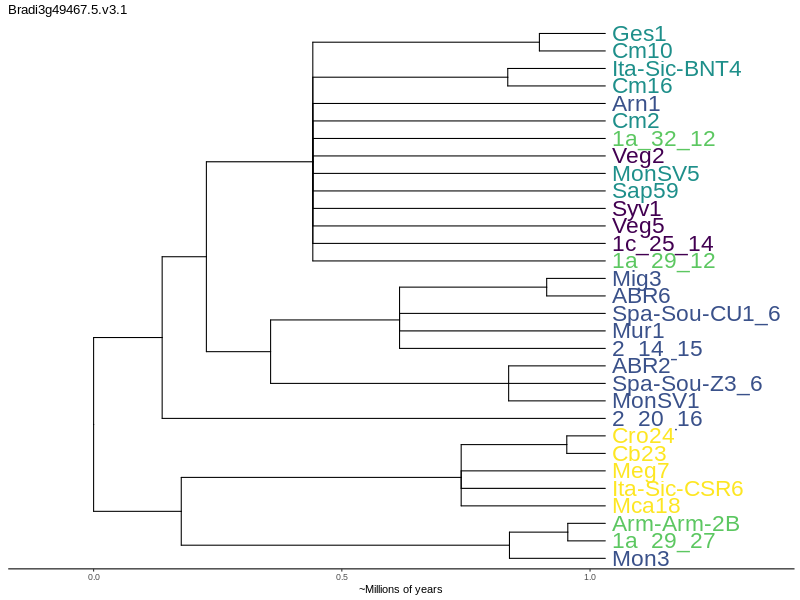 Bradi3g49467.5.v3.1
Ges1
Cm10
Ita-Sic-BNT4
Cm16
Arn1
Cm2
1a_32_12
Veg2
MonSV5
Sap59
Syv1
Veg5
1c_25_14
1a_29_12
Mig3
ABR6
Spa-Sou-CU1_6
Mur1
2_14_15
ABR2
Spa-Sou-Z3_6
MonSV1
2_20_16
Cro24
Cb23
Meg7
Ita-Sic-CSR6
Mca18
Arm-Arm-2B
1a_29_27
Mon3
0.0 0.5 1.0
~Millions of years